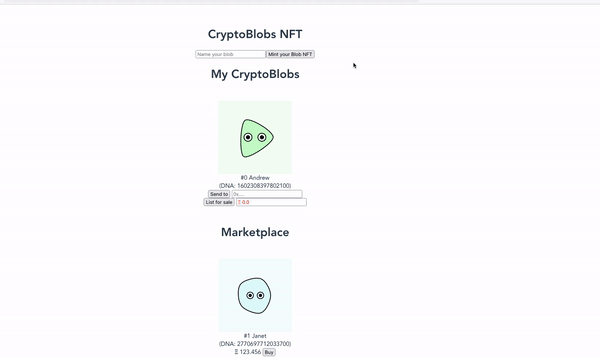 CryptoBlobs NFT
Name your blob Mint your Blob NFT
My CryptoBlobs
#0 Andrew
(DNA: 1602308397802100)
Send to 0x...
List for sale Ξ 0.0
Marketplace
#1 Janet
(DNA: 2770697712033700)
Ξ 123.456 Buy